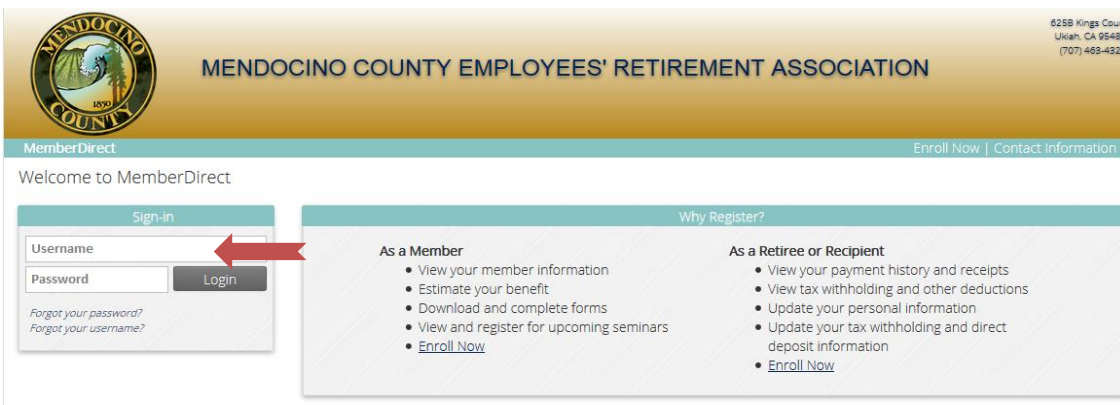 6258 Kings Cou
Ukiah, CA 9548
(707) 463-432
MENDOCINO COUNTY
1850
MENDOCINO COUNTY EMPLOYEES' RETIREMENT ASSOCIATION
MemberDirect
Enroll Now | Contact Information
Welcome to MemberDirect
Sign-in
Username
Password
Login
Forgot your password?
Forgot your username?
Why Register?
As a Member
• View your member information
• Estimate your benefit
• Download and complete forms
• View and register for upcoming seminars
• Enroll Now
As a Retiree or Recipient
• View your payment history and receipts
• View tax withholding and other deductions
• Update your personal information
• Update your tax withholding and direct
deposit information
• Enroll Now